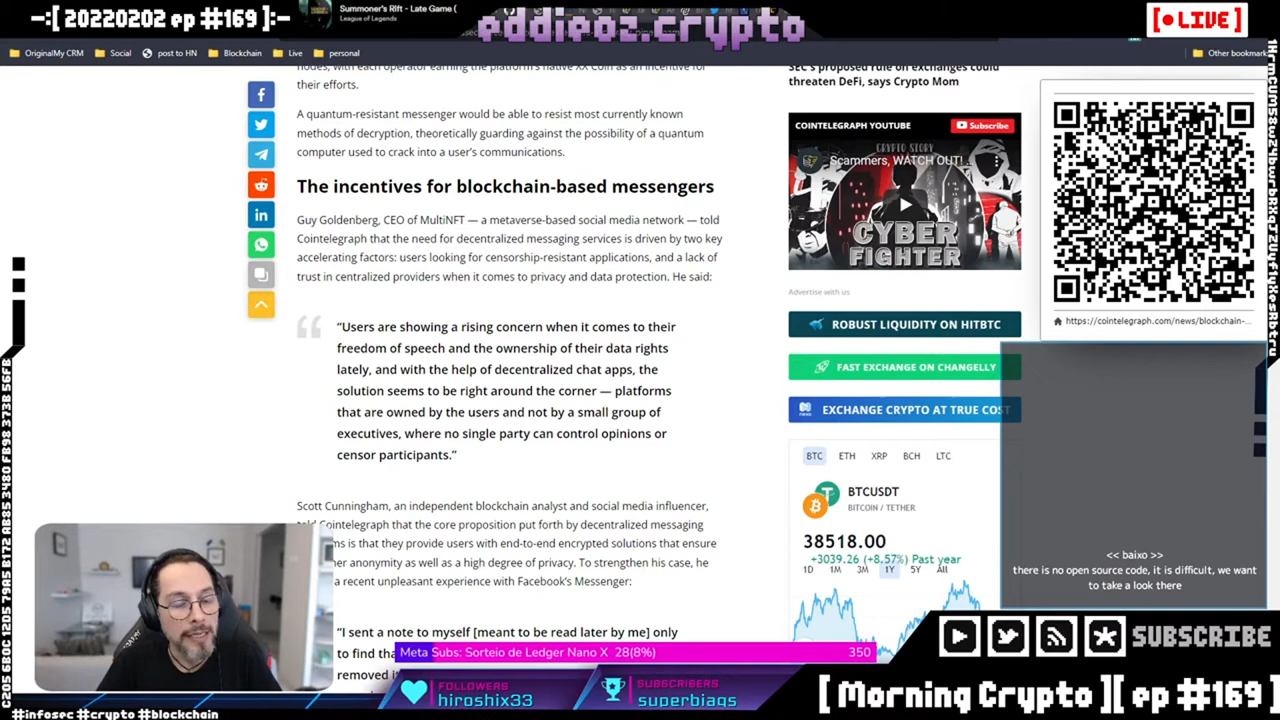 -:[ 20220202 ep #169 ]:-
Summoner's Rift - Late Game (
League of Legends
eddieoz.crypto
[● LIVE]
OriginalMy CRM
Social
post to HN
Blockchain
Live
personal
Other bookmark
nodes, with each operator earning the platform's native XX Coin as an incentive for
their efforts.
A quantum-resistant messenger would be able to resist most currently known
methods of decryption, theoretically guarding against the possibility of a quantum
computer used to crack into a user's communications.
The incentives for blockchain-based messengers
Guy Goldenberg, CEO of MultiNFT — a metaverse-based social media network — told
Cointelegraph that the need for decentralized messaging services is driven by two key
accelerating factors: users looking for censorship-resistant applications, and a lack of
trust in centralized providers when it comes to privacy and data protection. He said:
“Users are showing a rising concern when it comes to their
freedom of speech and the ownership of their data rights
lately, and with the help of decentralized chat apps, the
solution seems to be right around the corner — platforms
that are owned by the users and not by a small group of
executives, where no single party can control opinions or
censor participants.”
Scott Cunningham, an independent blockchain analyst and social media influencer,
told Cointelegraph that the core proposition put forth by decentralized messaging
ms is that they provide users with end-to-end encrypted solutions that ensure
her anonymity as well as a high degree of privacy. To strengthen his case, he
a recent unpleasant experience with Facebook's Messenger:
“I sent a note to myself [meant to be read later by me] only
to find tha
removed i
SEC's proposed rule on exchanges could
threaten DeFi, says Crypto Mom
COINTELEGRAPH YOUTUBE
Subscribe
CRYPTO STORY
Scammers, WATCH OUT! ...
CYBER
FIGHTER
Advertise with us
ROBUST LIQUIDITY ON HITBTC
FAST EXCHANGE ON CHANGELLY
EXCHANGE CRYPTO AT TRUE COST
BTC ETH XRP BCH LTC
BTCUSDT
BITCOIN / TETHER
38518.00
+3039.26 (+8.57%) Past year
1D 1M 3M 1Y 5Y All
https://cointelegraph.com/news/blockchain-...
<< baixo >>
there is no open source code, it is difficult, we want
to take a look there
Meta Subs: Sorteio de Ledger Nano X 28(8%)
350
FOLLOWERS
hiroshix33
SUBSCRIBERS
superbiaqs
SUBSCRIBE
[ Morning Crypto ][ ep #169 ]
#infosec #crypto #blockchain